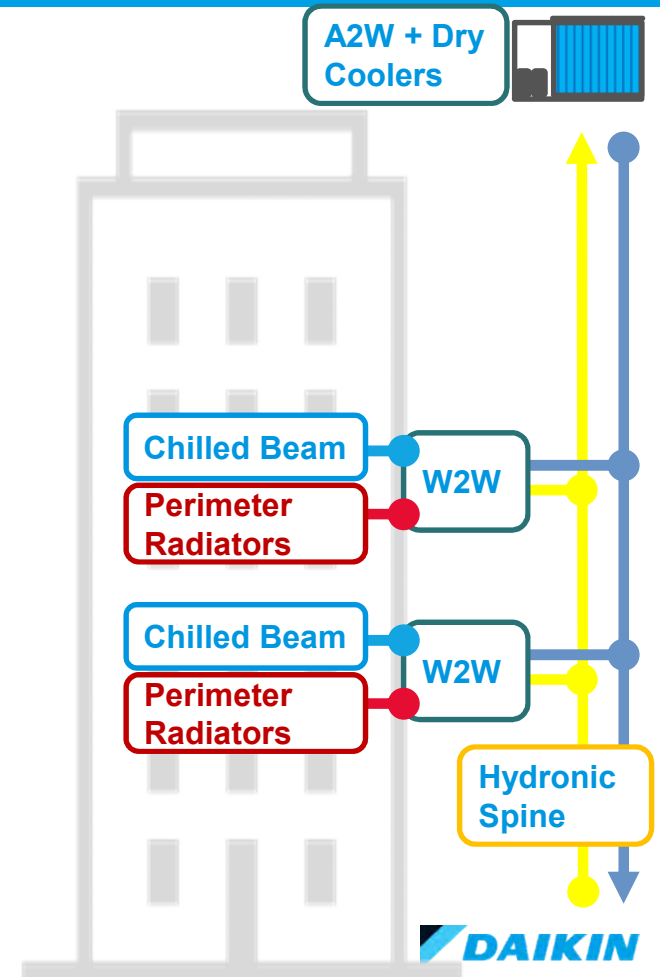 A2W + Dry
Coolers
Chilled Beam
W2W
Perimeter
Radiators
Chilled Beam
W2W
Perimeter
Radiators
Hydronic
Spine
DAIKIN